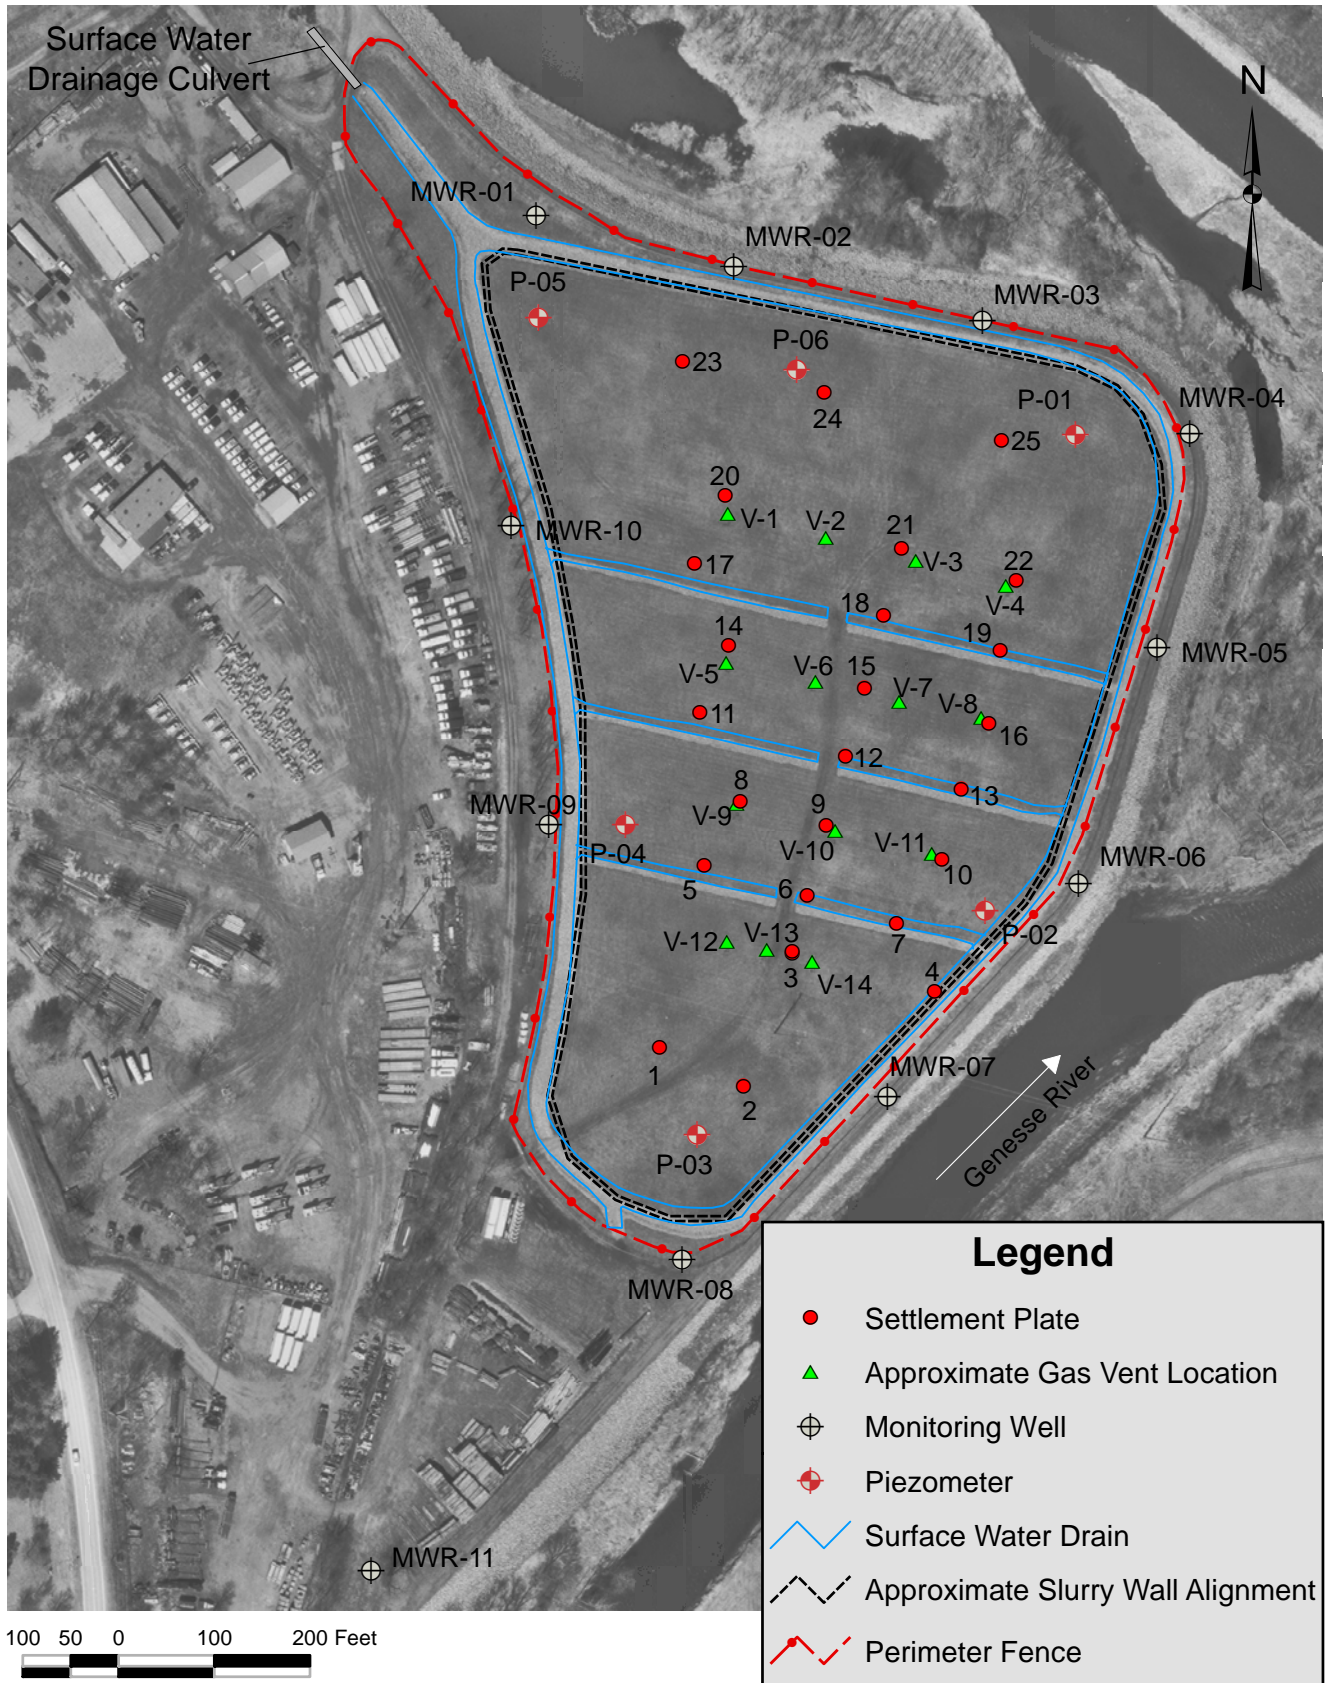 Surface Water
Drainage Culvert
N
MWR-01
MWR-02
P-05
MWR-03
P-06
23
24
P-01
MWR-04
25
20
V-1
V-2
21
MWR-10
V-3
22
17
V-4
18
14
19
MWR-05
V-5
V-6
15
V-7
V-8
11
16
12
13
8
MWR-09
V-9
9
V-10
V-11
P-04
MWR-06
5
10
6
P-02
7
V-12
V-13
3
V-14
4
1
2
MWR-07
P-03
Genesse River
MWR-08
MWR-11
Legend
Settlement Plate
Approximate Gas Vent Location
Monitoring Well
Piezometer
Surface Water Drain
Approximate Slurry Wall Alignment
Perimeter Fence
100 50 0 100 200 Feet